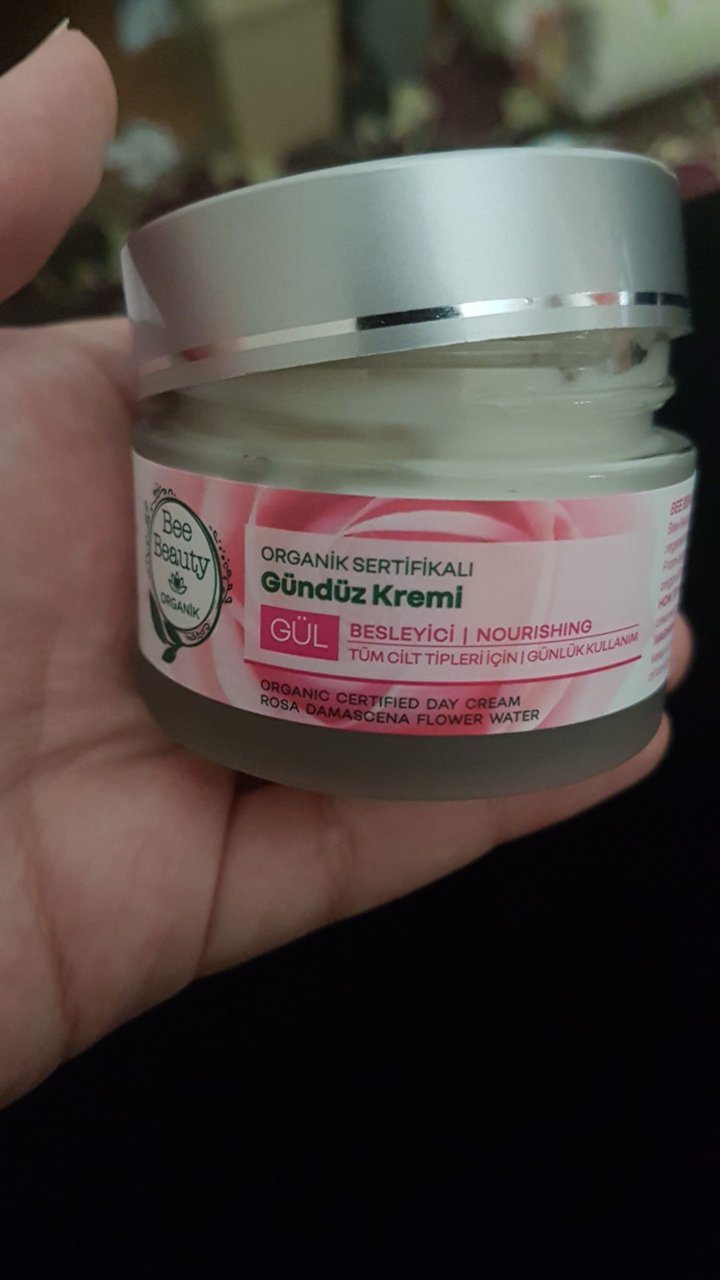 Bee
Beauty
ORGANİK
ORGANİK SERTİFİKALI
Gündüz Kremi
GÜL
BESLEYİCİ | NOURISHING
TÜM CİLT TİPLERİ İÇİN | GÜNLÜK KULLANIM
ORGANIC CERTIFIED DAY CREAM
ROSA DAMASCENA FLOWER WATER